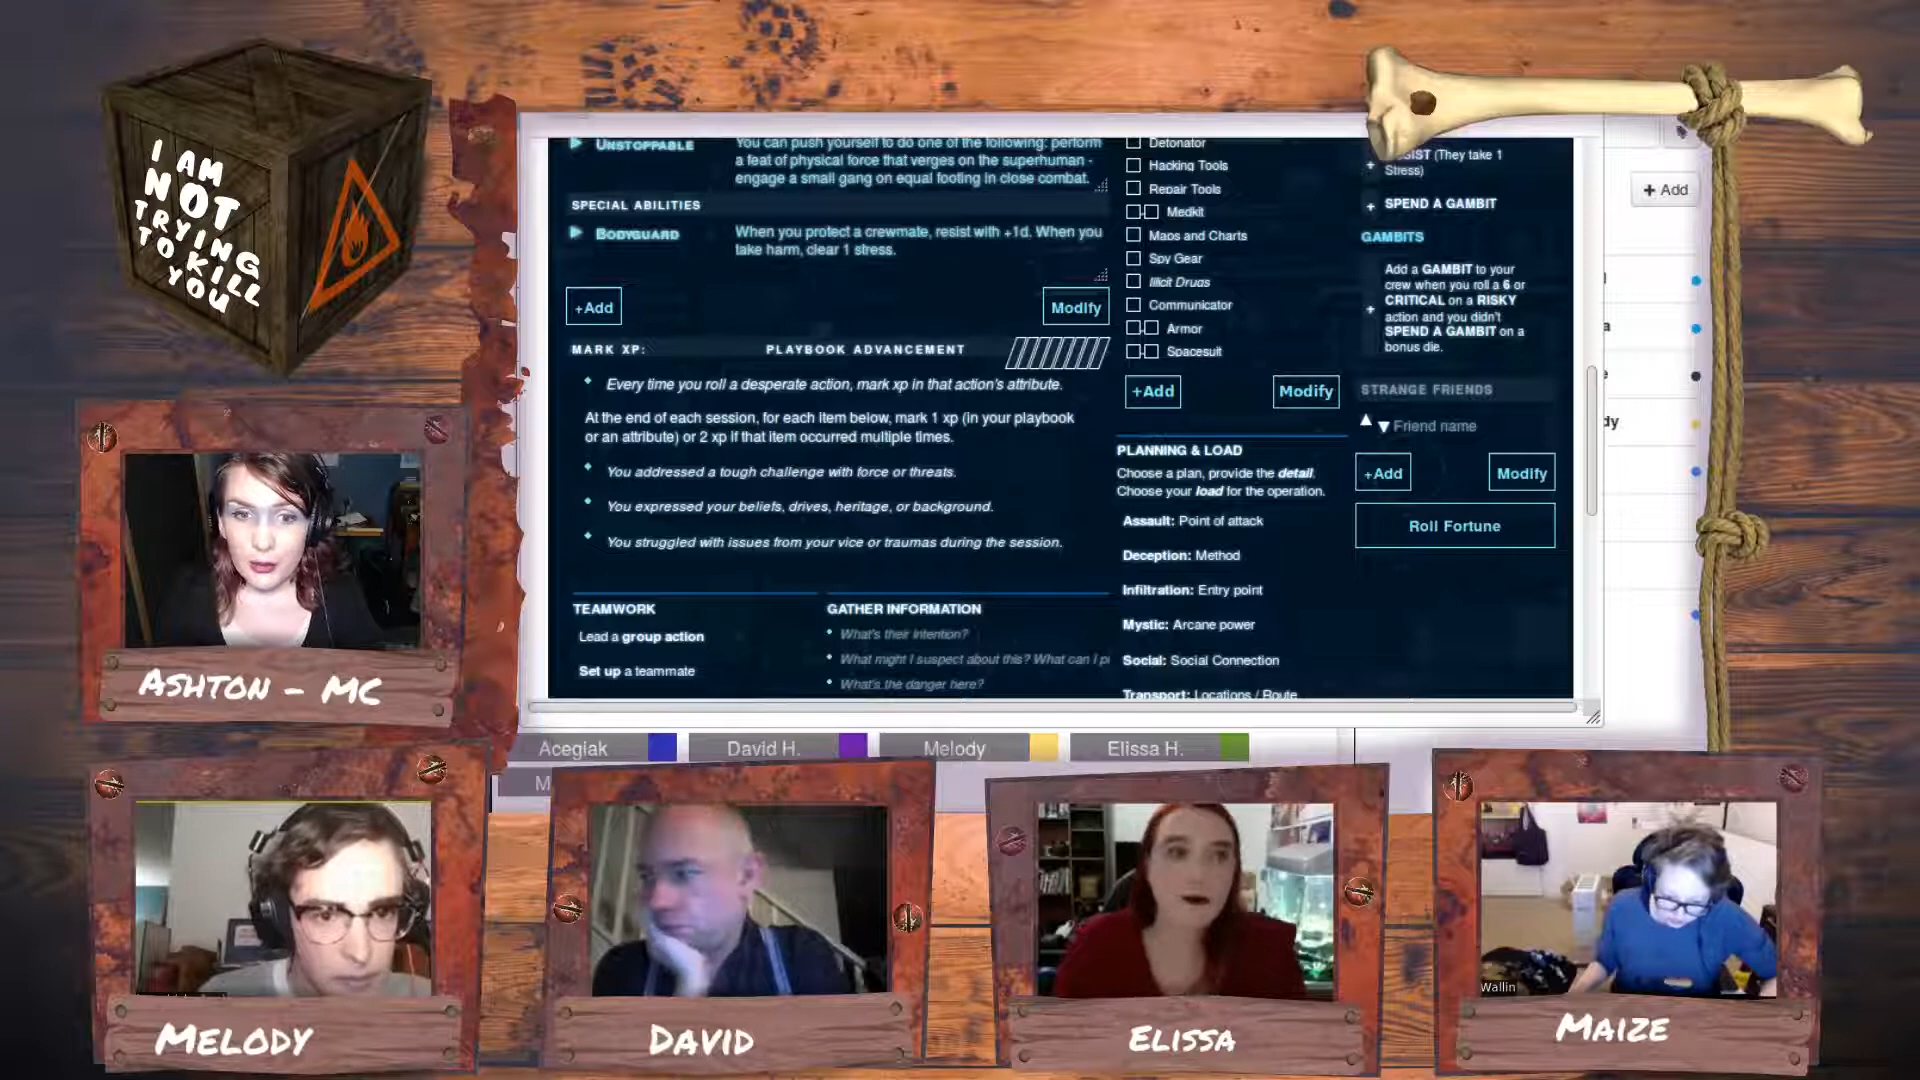 I AM
NOT
TRYING
TO KILL
YOU
UNSTOPPABLE
You can push yourself to do one of the following: perform
a feat of physical force that verges on the superhuman -
engage a small gang on equal footing in close combat.
SPECIAL ABILITIES
BODYGUARD
When you protect a crewmate, resist with +1d. When you
take harm, clear 1 stress.
+Add
Modify
MARK XP:
PLAYBOOK ADVANCEMENT
Every time you roll a desperate action, mark xp in that action's attribute.
At the end of each session, for each item below, mark 1 xp (in your playbook
or an attribute) or 2 xp if that item occurred multiple times.
You addressed a tough challenge with force or threats.
You expressed your beliefs, drives, heritage, or background.
You struggled with issues from your vice or traumas during the session.
TEAMWORK
Lead a group action
Set up a teammate
GATHER INFORMATION
What's their intention?
What might I suspect about this? What can I
What's the danger here?
Detonator
Hacking Tools
Repair Tools
Medkit
Maps and Charts
Spy Gear
Illicit Drugs
Communicator
Armor
Spacesuit
+Add
Modify
PLANNING & LOAD
Choose a plan, provide the detail.
Choose your load for the operation.
Assault: Point of attack
Deception: Method
Infiltration: Entry point
Mystic: Arcane power
Social: Social Connection
Transport: Locations / Route
(They take 1
Stress)
+ SPEND A GAMBIT
GAMBITS
Add a GAMBIT to your
crew when you roll a 6 or
+ CRITICAL on a RISKY
action and you didn't
SPEND A GAMBIT on a
bonus die.
STRANGE FRIENDS
Friend name
+Add
Modify
Roll Fortune
+ Add
Acegiak
David H.
Melody
Elissa H.
ASHTON - MC
MELODY
DAVID
ELISSA
Wallin
MAIZE